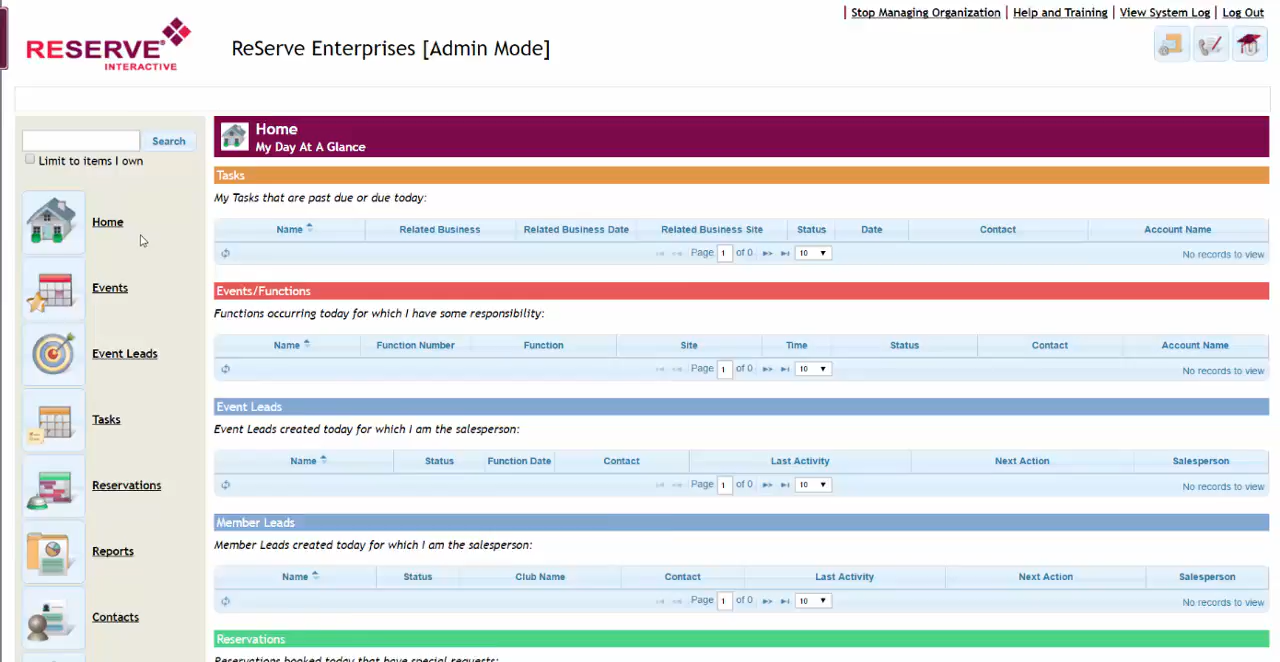 Stop Managing Organization | Help and Training | View System Log | Log Out
RESERVE INTERACTIVE
ReServe Enterprises [Admin Mode]
Search
Limit to items I own
Home
Events
Event Leads
Tasks
Reservations
Reports
Contacts
Home
My Day At A Glance
Tasks
My Tasks that are past due or due today:
Name Related Business Related Business Date Related Business Site Status Date Contact Account Name
Page 1 of 0 10 No records to view
Events/Functions
Functions occurring today for which I have some responsibility:
Name Function Number Function Site Time Status Contact Account Name
Page 1 of 0 10 No records to view
Event Leads
Event Leads created today for which I am the salesperson:
Name Status Function Date Contact Last Activity Next Action Salesperson
Page 1 of 0 10 No records to view
Member Leads
Member Leads created today for which I am the salesperson:
Name Status Club Name Contact Last Activity Next Action Salesperson
Page 1 of 0 10 No records to view
Reservations
Reservations booked today that have special requests: